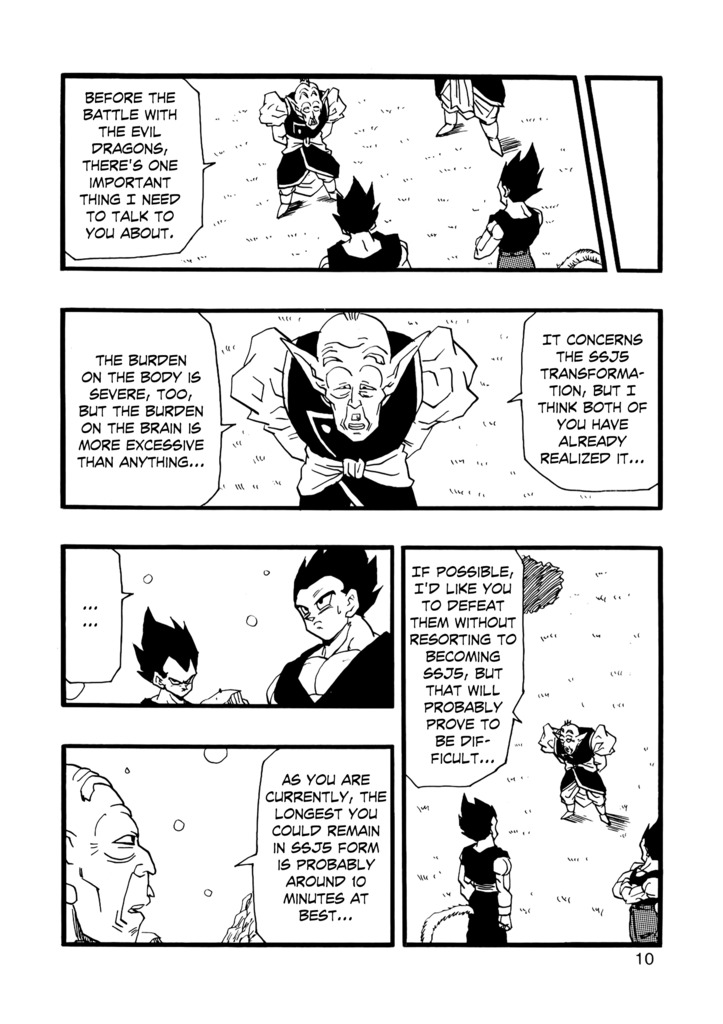 BEFORE THE
BATTLE WITH
THE EVIL
DRAGONS,
THERE'S ONE
IMPORTANT
THING I NEED
TO TALK TO
YOU ABOUT.
IT CONCERNS
THE SSJ5
TRANSFORMA-
TION, BUT I
THINK BOTH OF
YOU HAVE
ALREADY
REALIZED IT...
THE BURDEN
ON THE BODY IS
SEVERE, TOO,
BUT THE BURDEN
ON THE BRAIN IS
MORE EXCESSIVE
THAN ANYTHING...
IF POSSIBLE,
I'D LIKE YOU
TO DEFEAT
THEM WITHOUT
RESORTING TO
BECOMING
SSJ5, BUT
THAT WILL
PROBABLY
PROVE TO
BE DIF-
FICULT...
...
...
AS YOU ARE
CURRENTLY, THE
LONGEST YOU
COULD REMAIN
IN SSJ5 FORM
IS PROBABLY
AROUND 10
MINUTES AT
BEST...
10